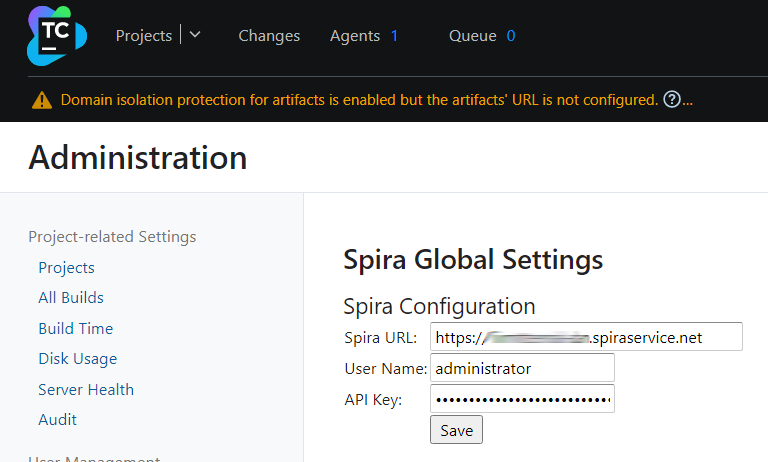 TC
Projects
Changes
Agents 1
Queue 0
Domain isolation protection for artifacts is enabled but the artifacts' URL is not configured. ?...
Administration
Project-related Settings
Projects
All Builds
Build Time
Disk Usage
Server Health
Audit
User Management
Spira Global Settings
Spira Configuration
Spira URL: https:// .spiraservice.net
User Name: administrator
API Key: ••••••••••••••••••••••••••
Save